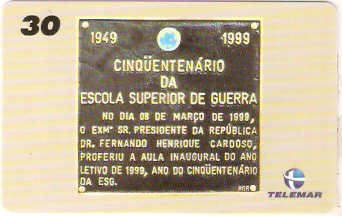 30
1949 1999
CINQÜENTENÁRIO
DA
ESCOLA SUPERIOR DE GUERRA
NO DIA 08 DE MARÇO DE 1999,
O EXMº SR. PRESIDENTE DA REPÚBLICA
DR. FERNANDO HENRIQUE CARDOSO,
PROFERIU A AULA INAUGURAL DO ANO
LETIVO DE 1999, ANO DO CINQÜENTENÁRIO
DA ESG.
TELEMAR